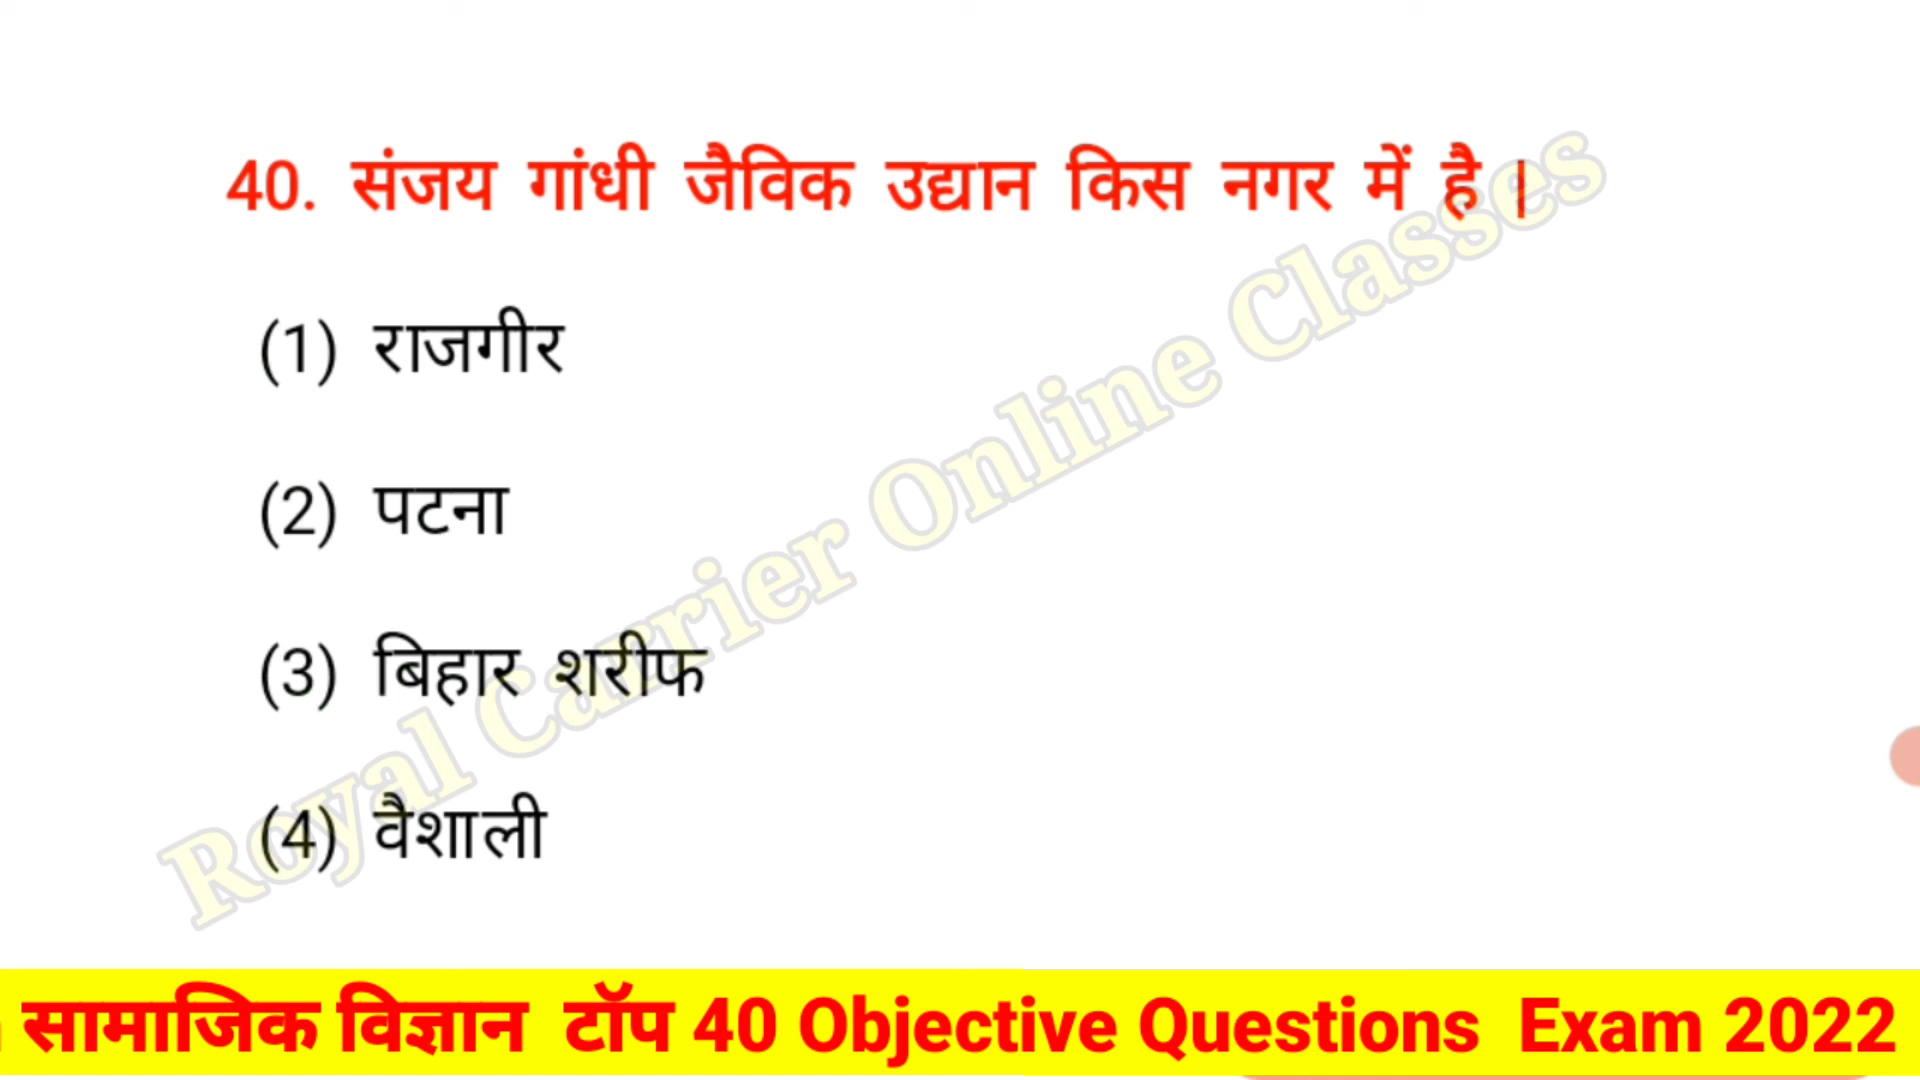 40. संजय गांधी जैविक उद्यान किस नगर में है |
(1) राजगीर
(2) पटना
(3) बिहार शरीफ
(4) वैशाली
Royal Carrier Online Classes
सामाजिक विज्ञान टॉप 40 Objective Questions Exam 2022